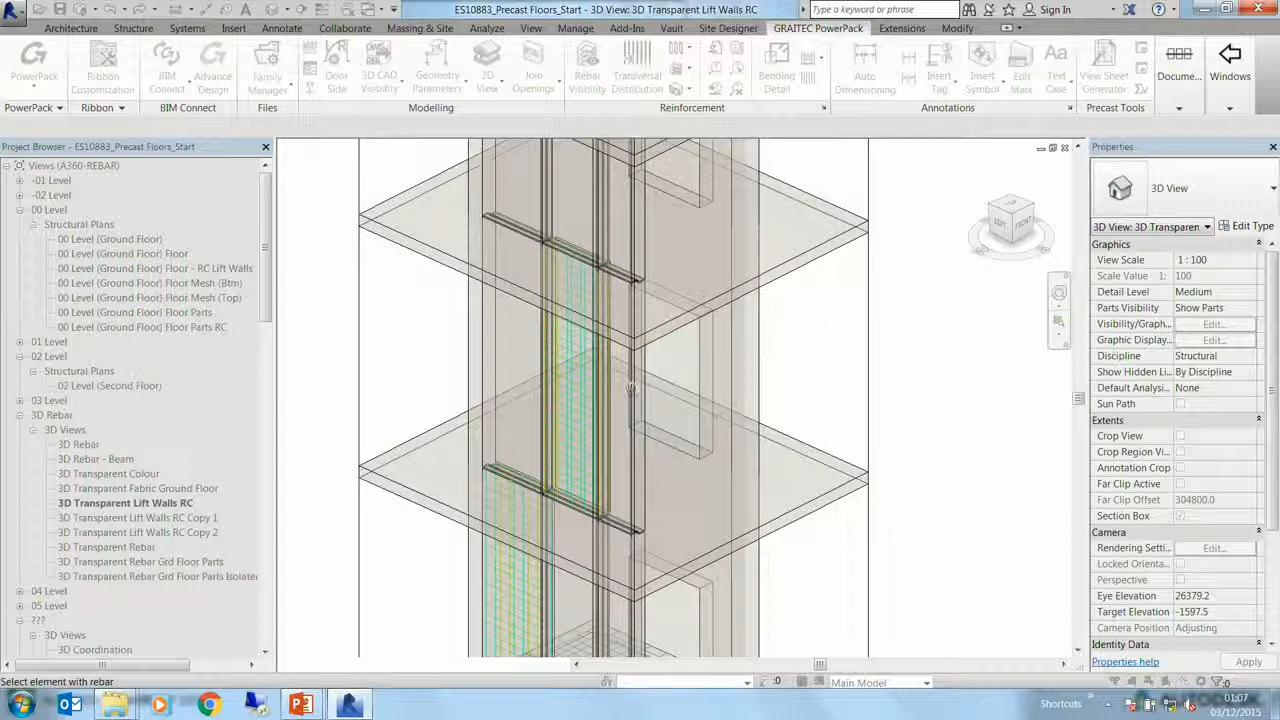 ES10883_Precast Floors_Start - 3D View: 3D Transparent Lift Walls RC
Type a keyword or phrase
Sign In
Architecture Structure Systems Insert Annotate Collaborate Massing & Site Analyze View Manage Add-Ins Vault Site Designer GRAITEC PowerPack Extensions Modify
PowerPack
Ribbon Customization
BIM Connect
Advance Design
Family Manager
Door Side
3D CAD Visibility
Geometry Parameters
3D View
Join Openings
Rebar Visibility
Transversal Distribution
Bending Detail
Auto Dimensioning
Insert Tag
Insert Symbol
Edit Mark
Text Case
View Sheet Generator
Docume...
Windows
PowerPack Ribbon BIM Connect Files Modelling Reinforcement Annotations Precast Tools
Project Browser - ES10883_Precast Floors_Start
Views (A360-REBAR)
-01 Level
-02 Level
00 Level
Structural Plans
00 Level (Ground Floor)
00 Level (Ground Floor) Floor
00 Level (Ground Floor) Floor - RC Lift Walls
00 Level (Ground Floor) Floor Mesh (Btm)
00 Level (Ground Floor) Floor Mesh (Top)
00 Level (Ground Floor) Floor Parts
00 Level (Ground Floor) Floor Parts RC
01 Level
02 Level
Structural Plans
02 Level (Second Floor)
03 Level
3D Rebar
3D Views
3D Rebar
3D Rebar - Beam
3D Transparent Colour
3D Transparent Fabric Ground Floor
3D Transparent Lift Walls RC
3D Transparent Lift Walls RC Copy 1
3D Transparent Lift Walls RC Copy 2
3D Transparent Rebar
3D Transparent Rebar Grd Floor Parts
3D Transparent Rebar Grd Floor Parts Isolated
04 Level
05 Level
???
3D Views
3D Coordination
LEFT
FRONT
Properties
3D View
3D View: 3D Transparen
Edit Type
Graphics
View Scale 1 : 100
Scale Value 1: 100
Detail Level Medium
Parts Visibility Show Parts
Visibility/Graph... Edit...
Graphic Display... Edit...
Discipline Structural
Show Hidden Li... By Discipline
Default Analysi... None
Sun Path
Extents
Crop View
Crop Region Vi...
Annotation Crop
Far Clip Active
Far Clip Offset 304800.0
Section Box
Camera
Rendering Setti... Edit...
Locked Orienta...
Perspective
Eye Elevation 26379.2
Target Elevation -1597.5
Camera Position Adjusting
Identity Data
Properties help
Apply
Select element with rebar
:0
Main Model
:0
Shortcuts
01:07
03/12/2015